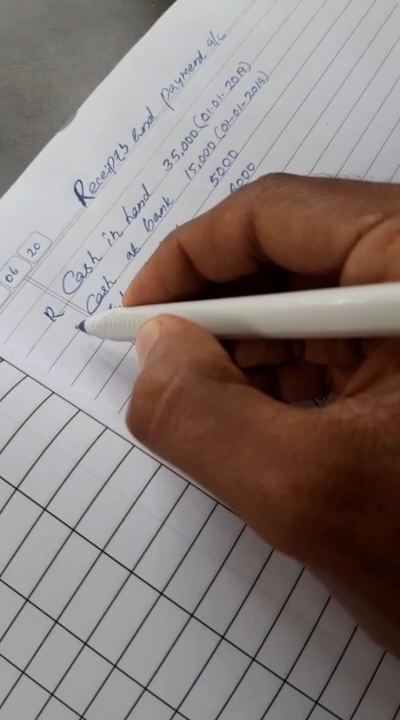 06 20
Receipts and payment a/c
R Cash in hand 35,000 (01-01-2019)
Cash at bank 15,000 (01-01-2019)
5000
6000